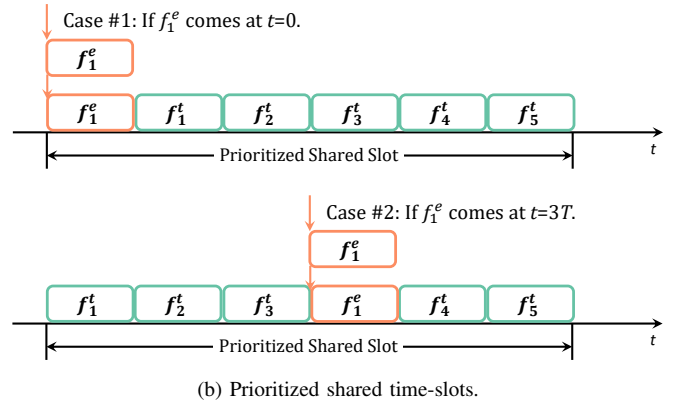 Case #1: If f₁ᵉ comes at t=0.
f₁ᵉ
f₁ᵉ f₁ᵗ f₂ᵗ f₃ᵗ f₄ᵗ f₅ᵗ
Prioritized Shared Slot
t
Case #2: If f₁ᵉ comes at t=3T.
f₁ᵉ
f₁ᵗ f₂ᵗ f₃ᵗ f₁ᵉ f₄ᵗ f₅ᵗ
Prioritized Shared Slot
t
(b) Prioritized shared time-slots.